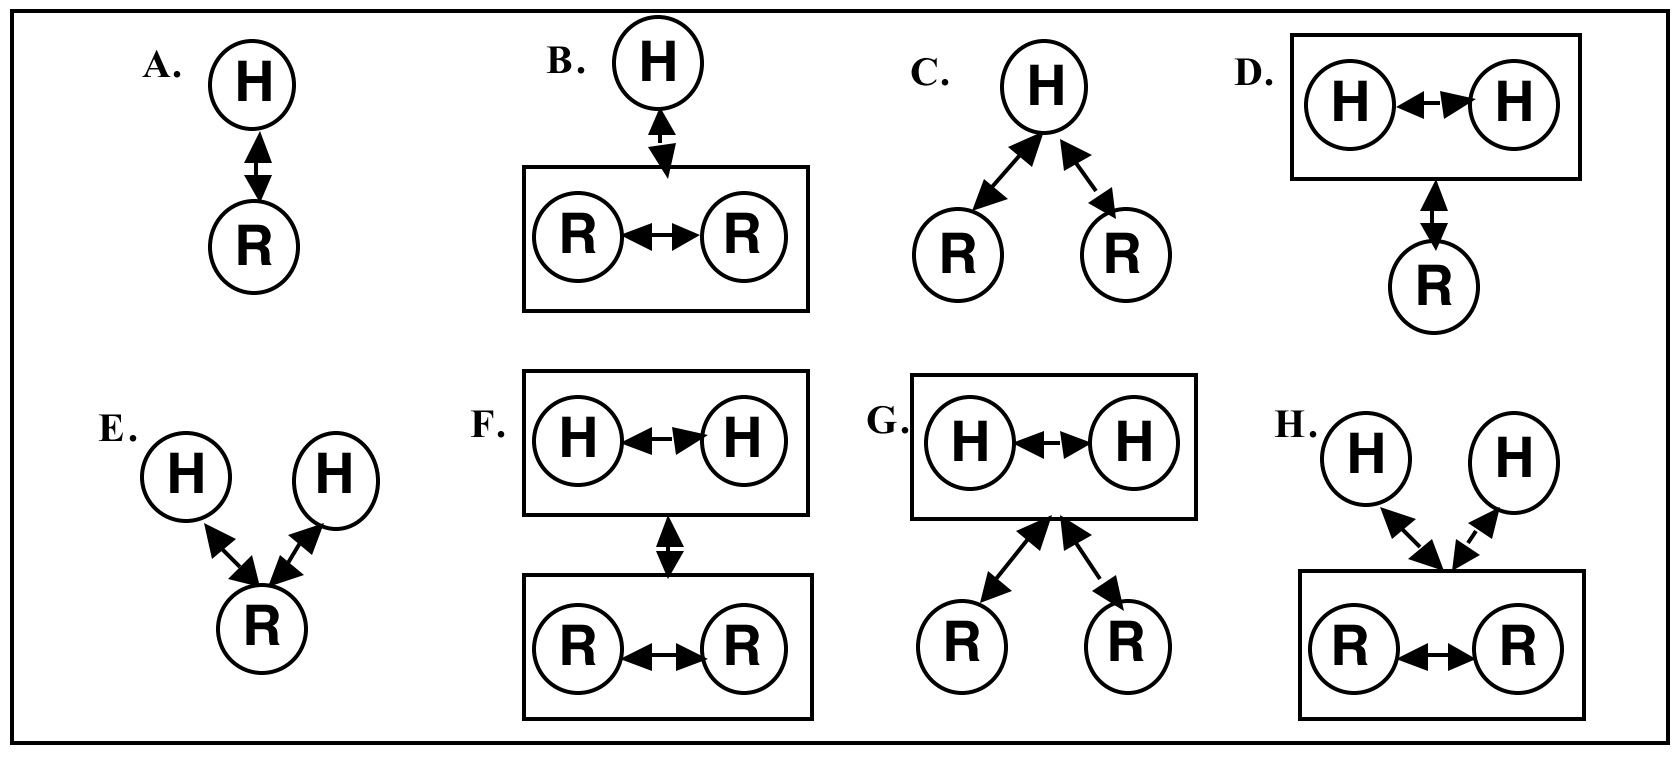 A. H
R
B. H
R R
C. H
R R
D. H H
R
E. H H
R
F. H H
R R
G. H H
R R
H. H H
R R